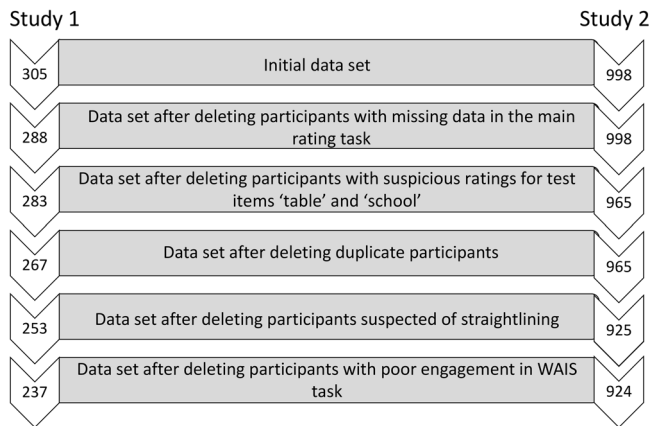 Study 1
Study 2
305
Initial data set
998
288
Data set after deleting participants with missing data in the main
rating task
998
283
Data set after deleting participants with suspicious ratings for test
items ‘table’ and ‘school’
965
267
Data set after deleting duplicate participants
965
253
Data set after deleting participants suspected of straightlining
925
237
Data set after deleting participants with poor engagement in WAIS
task
924